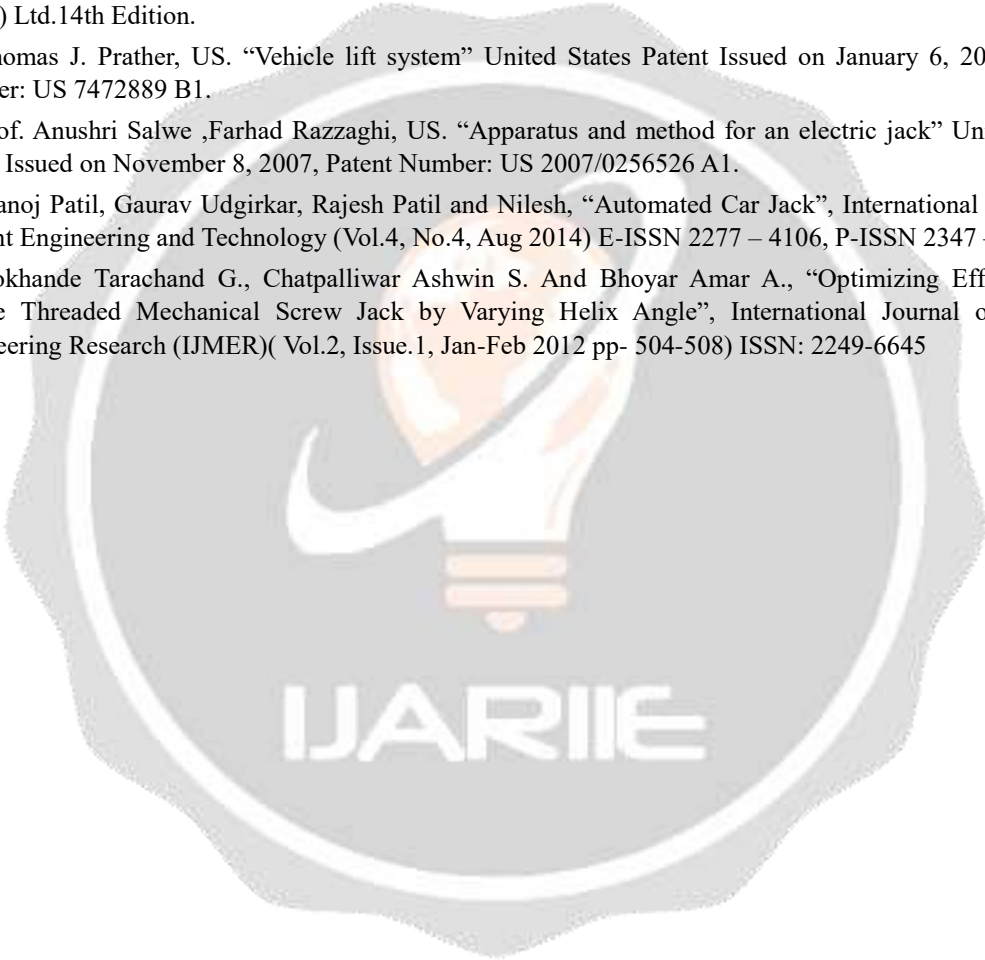 ) Ltd.14th Edition.
omas J. Prather, US. “Vehicle lift system” United States Patent Issued on January 6, 20
er: US 7472889 B1.
of. Anushri Salwe ,Farhad Razzaghi, US. “Apparatus and method for an electric jack” Uni
Issued on November 8, 2007, Patent Number: US 2007/0256526 A1.
anoj Patil, Gaurav Udgirkar, Rajesh Patil and Nilesh, “Automated Car Jack”, International
nt Engineering and Technology (Vol.4, No.4, Aug 2014) E-ISSN 2277 – 4106, P-ISSN 2347 -
okhande Tarachand G., Chatpalliwar Ashwin S. And Bhoyar Amar A., “Optimizing Eff
e Threaded Mechanical Screw Jack by Varying Helix Angle”, International Journal o
eering Research (IJMER)( Vol.2, Issue.1, Jan-Feb 2012 pp- 504-508) ISSN: 2249-6645
IJARIIE